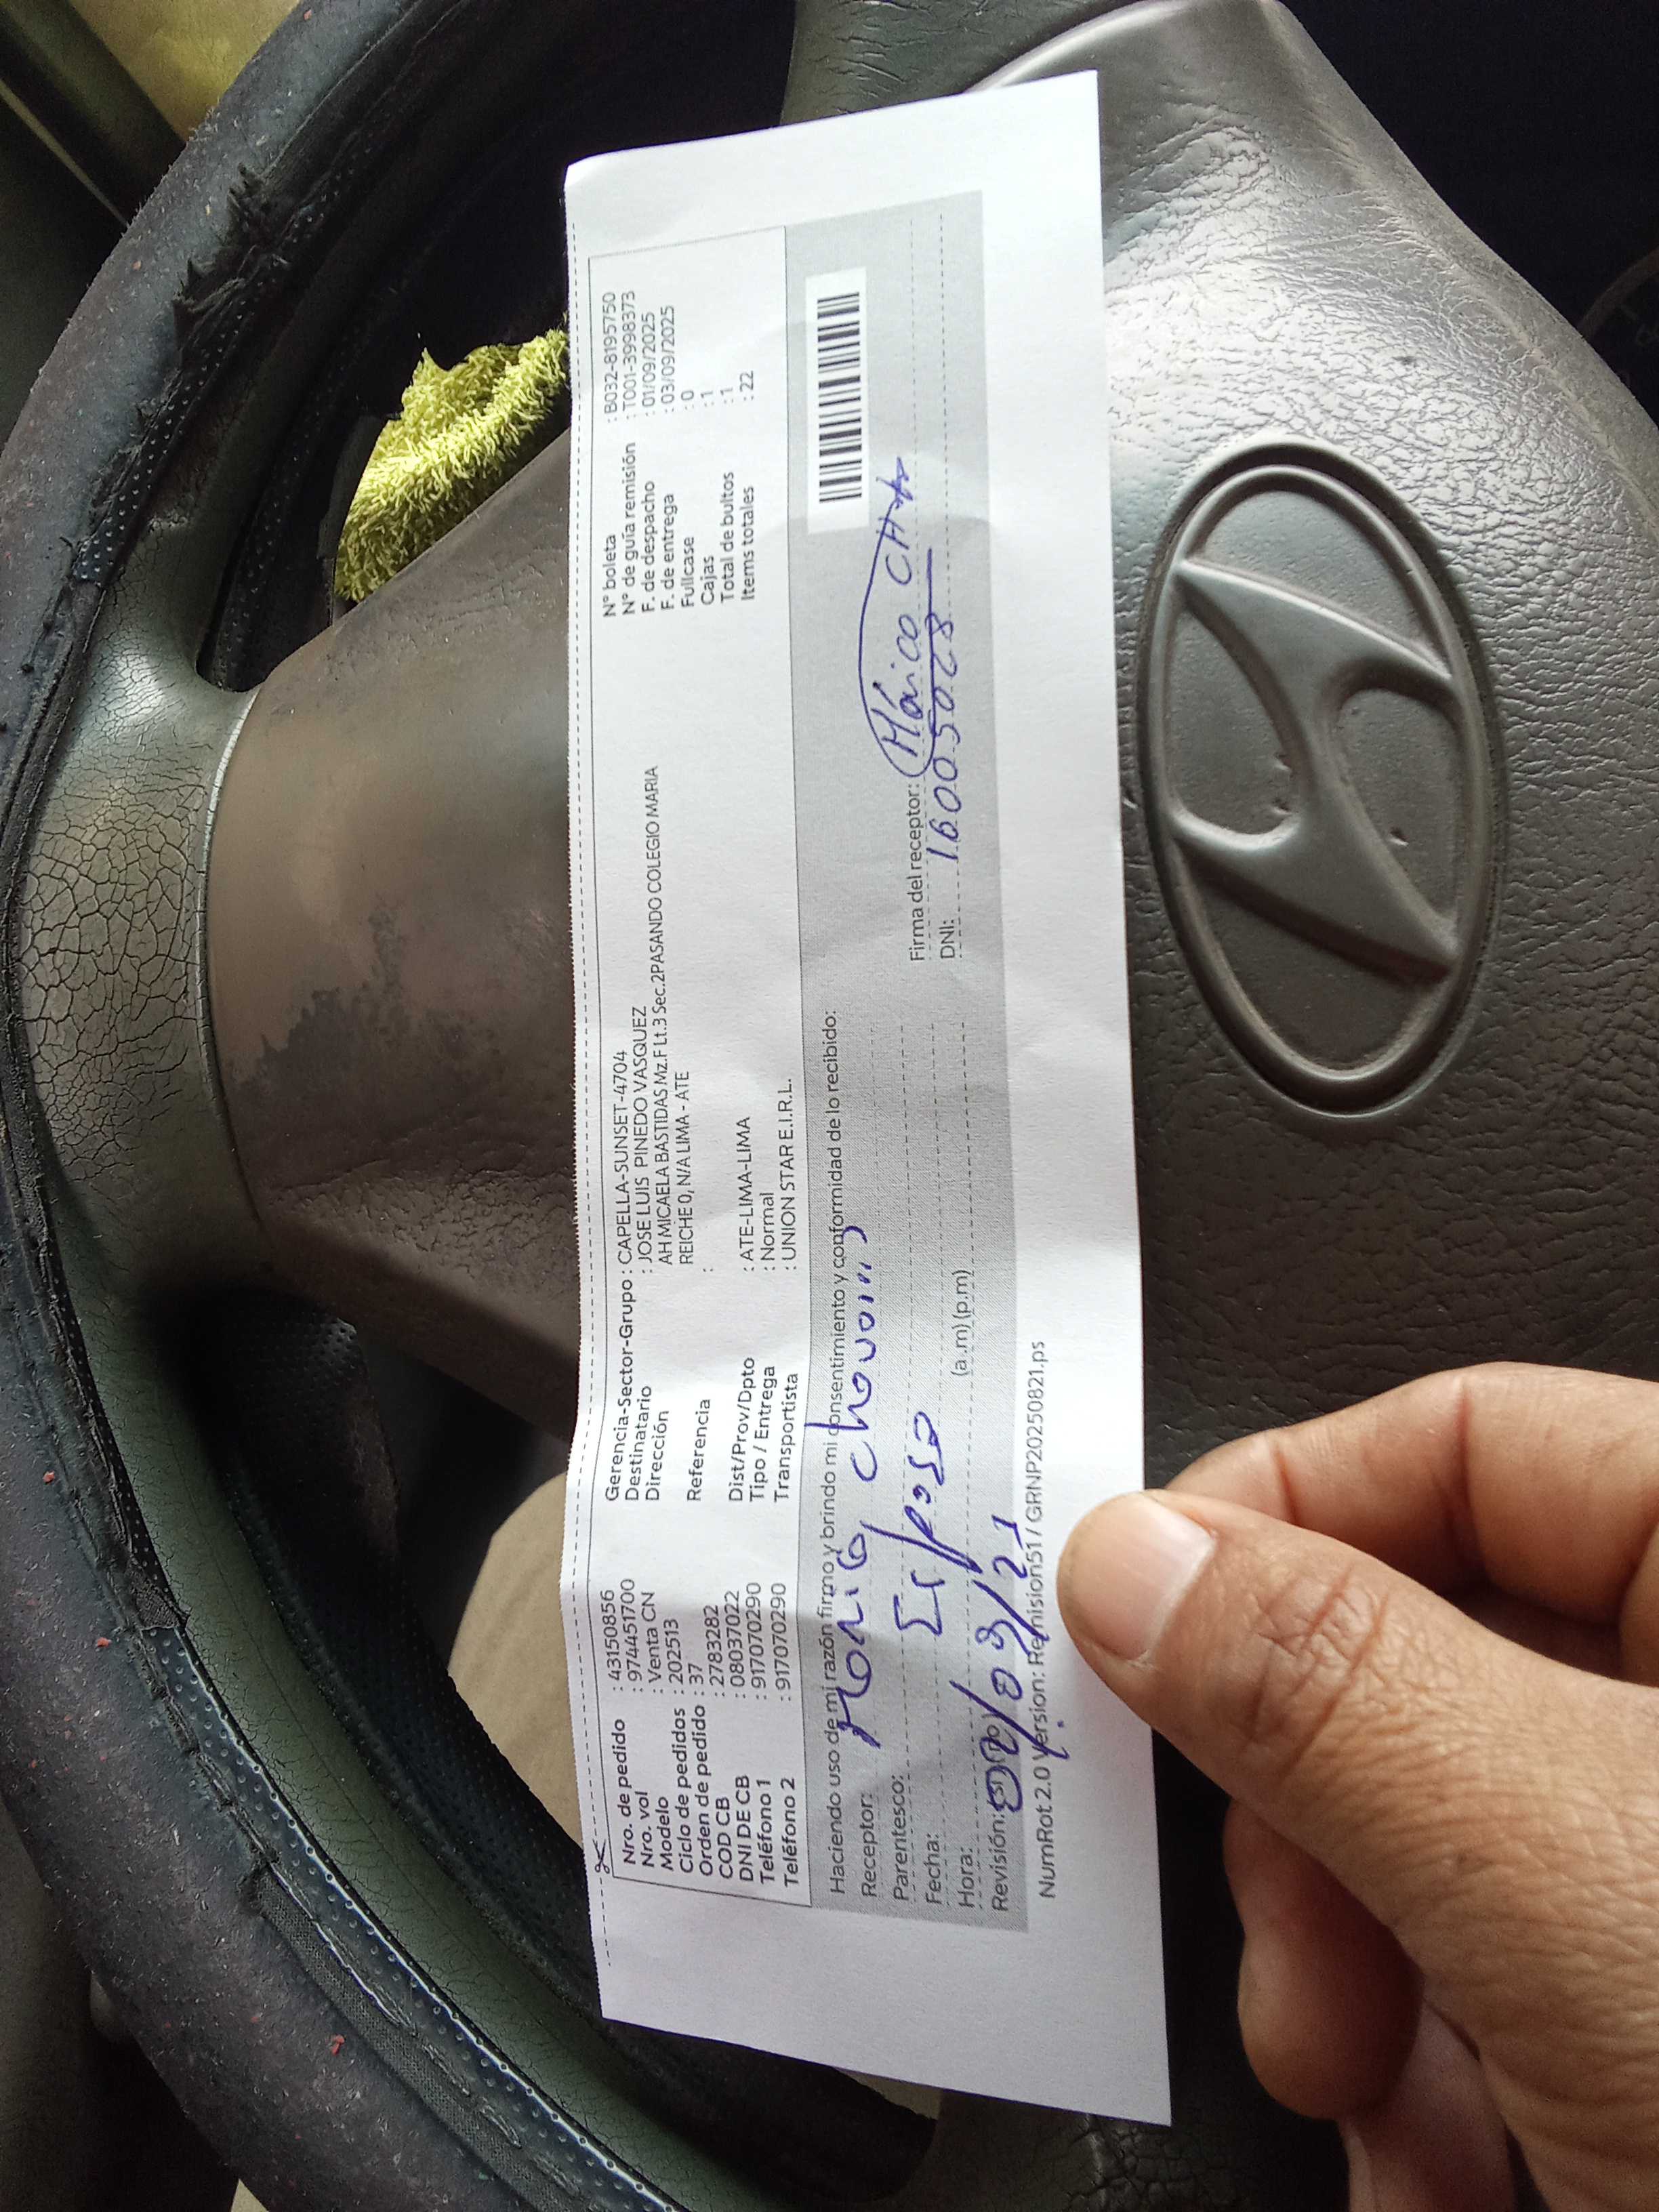 Nro. de pedido : 43150856
Nro. vol : 974451700
Modelo : Venta CN
Ciclo de pedidos : 202513
Orden de pedido : 37
COD CB : 2783282
DNI DE CB : 08037022
Teléfono 1 : 917070290
Teléfono 2 : 917070290
Gerencia-Sector-Grupo : CAPELLA-SUNSET-4704
Destinatario : JOSE LUIS PINEDO VASQUEZ
Dirección AH MICAELA BASTIDAS Mz.F Lt.3 Sec.2PASANDO COLEGIO MARIA
REICHE 0, N/A LIMA - ATE
Referencia :
Dist/Prov/Dpto : ATE-LIMA-LIMA
Tipo / Entrega : Normal
Transportista : UNION STAR E.I.R.L.
N° boleta : B032-8195750
N° de guía remisión : T001-3998373
F. de despacho : 01/09/2025
F. de entrega : 03/09/2025
Fullcase : 0
Cajas : 1
Total de bultos : 1
Items totales : 22
Haciendo uso de mi razón firmo y brindo mi consentimiento y conformidad de lo recibido:
Receptor:
Parentesco: Esposa
Fecha:
Hora: (a.m) (p.m)
Revisión:
Firma del receptor:
DNI: 16005028
NumRot 2.0 Version: Remision51 / GRNP20250821.ps